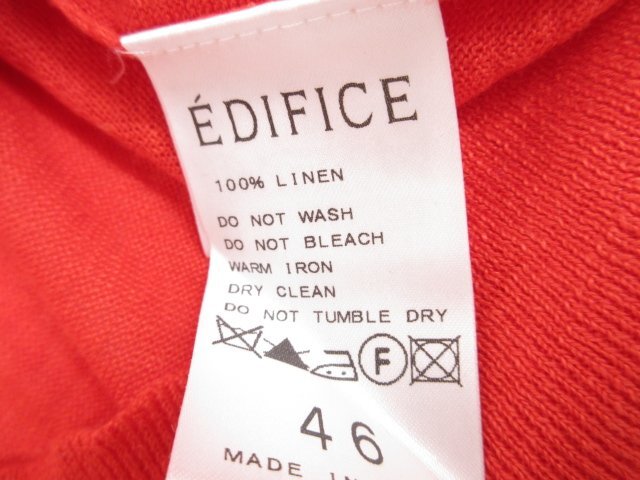 ÉDIFICE
100% LINEN
DO NOT WASH
DO NOT BLEACH
WARM IRON
DRY CLEAN
DO NOT TUMBLE DRY
F
46
MADE IN